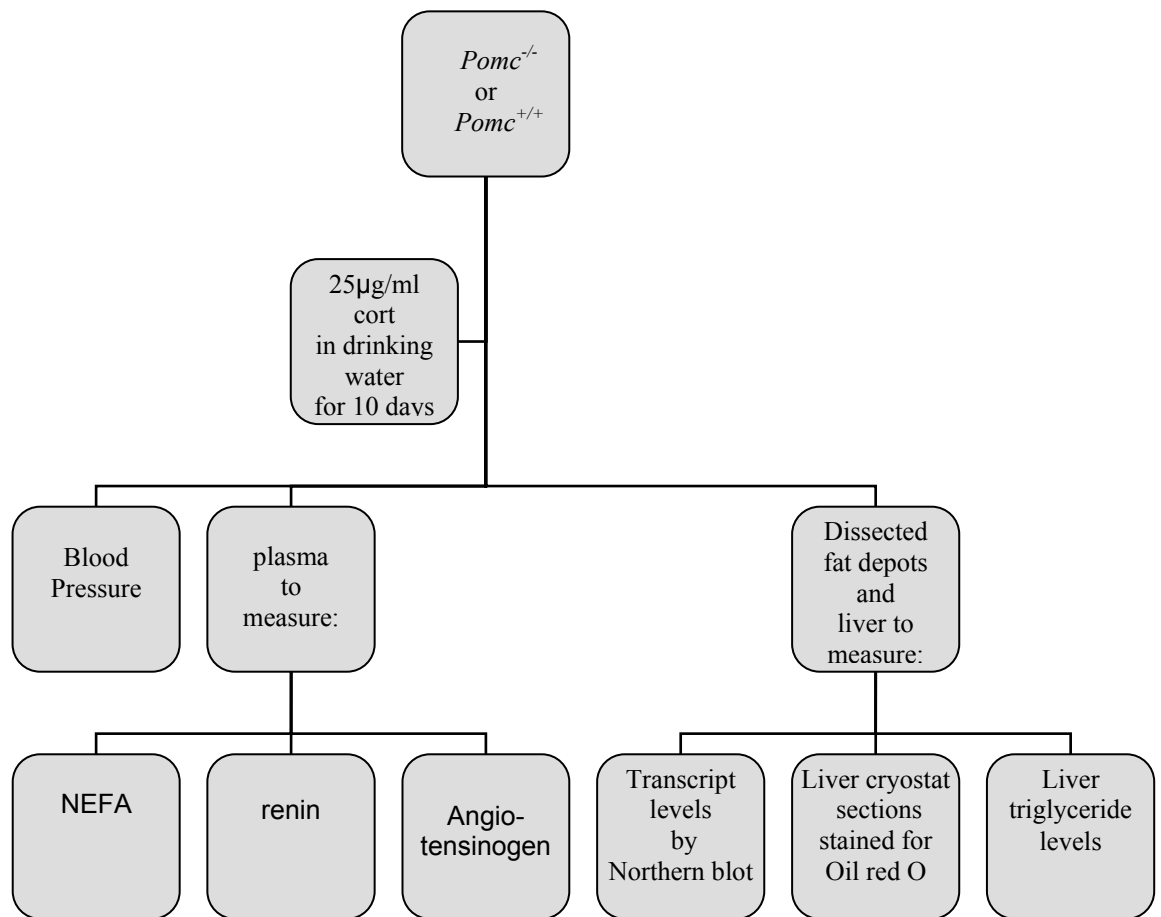 Pomc-/-
or
Pomc+/+
25µg/ml
cort
in drinking
water
for 10 days
Blood
Pressure
plasma
to
measure:
Dissected
fat depots
and
liver to
measure:
NEFA
renin
Angio-
tensinogen
Transcript
levels
by
Northern blot
Liver cryostat
sections
stained for
Oil red O
Liver
triglyceride
levels